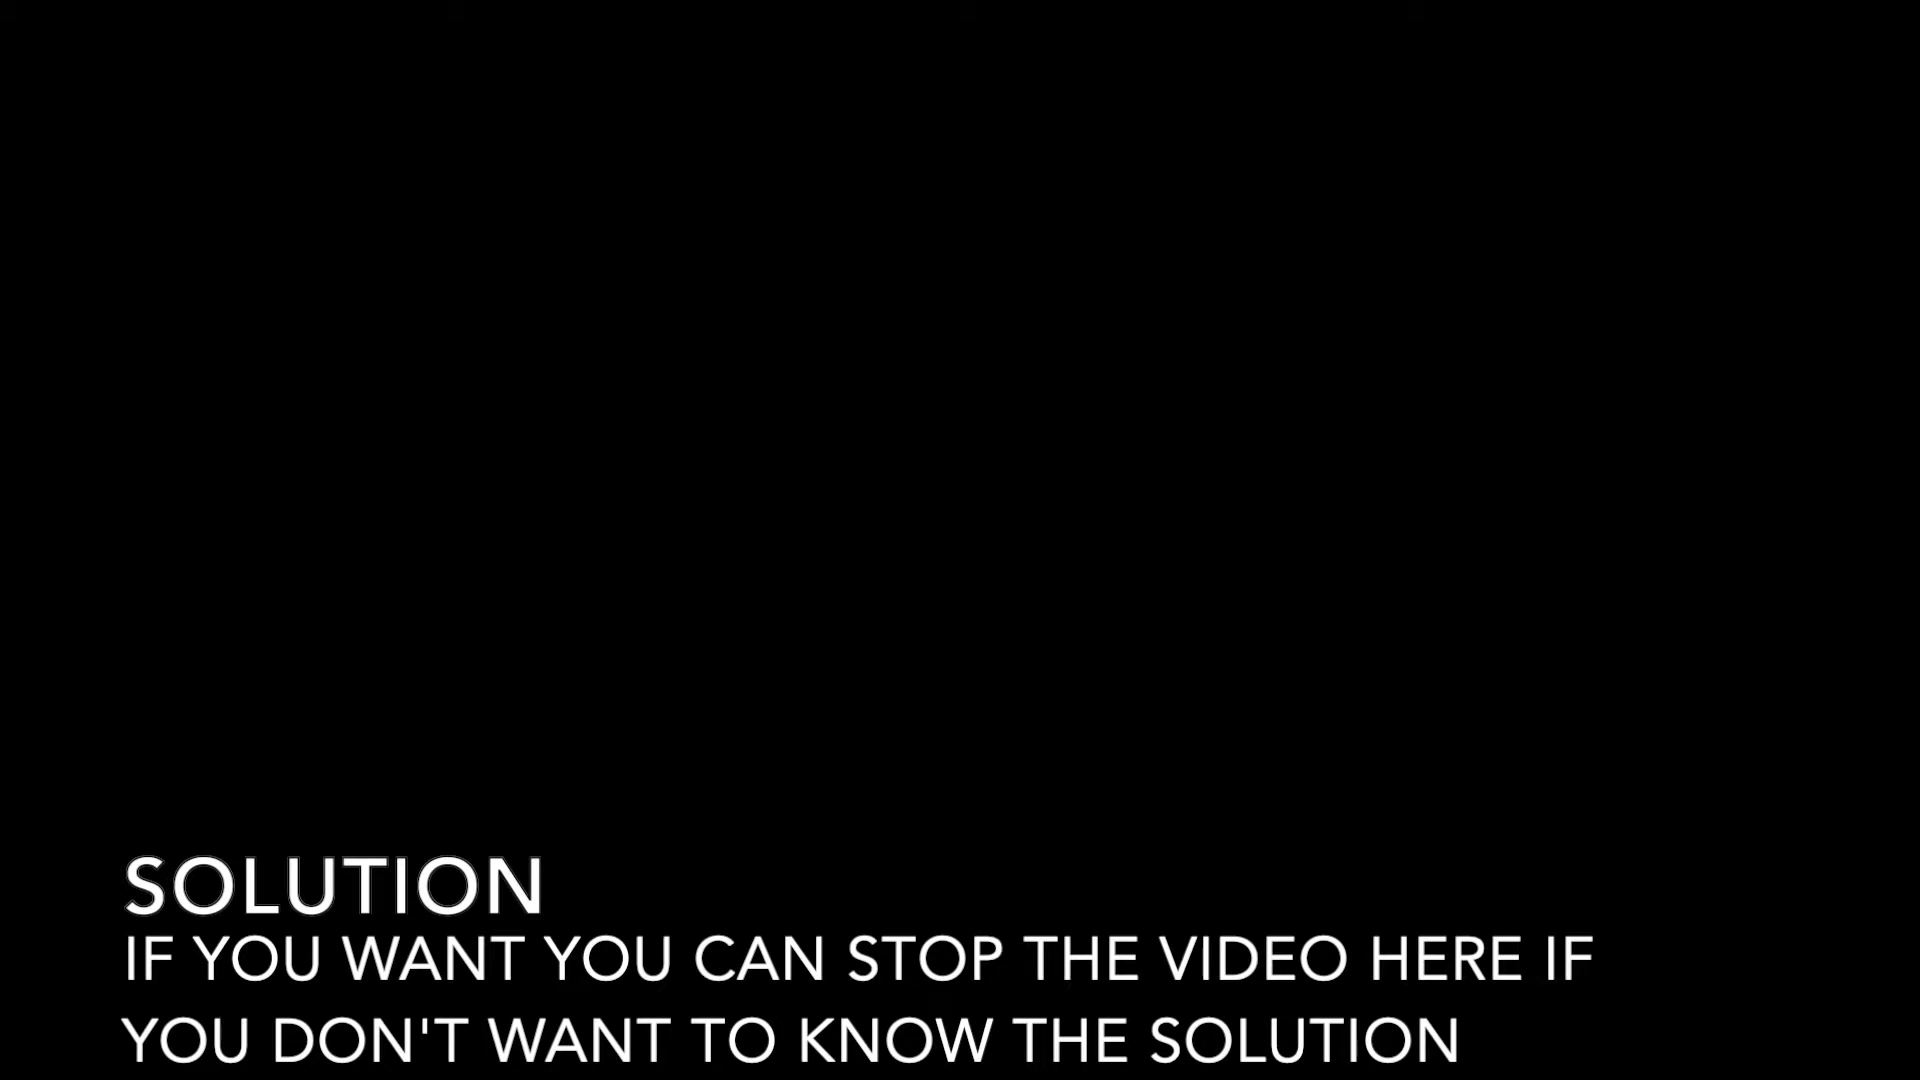 SOLUTION
IF YOU WANT YOU CAN STOP THE VIDEO HERE IF
YOU DON'T WANT TO KNOW THE SOLUTION